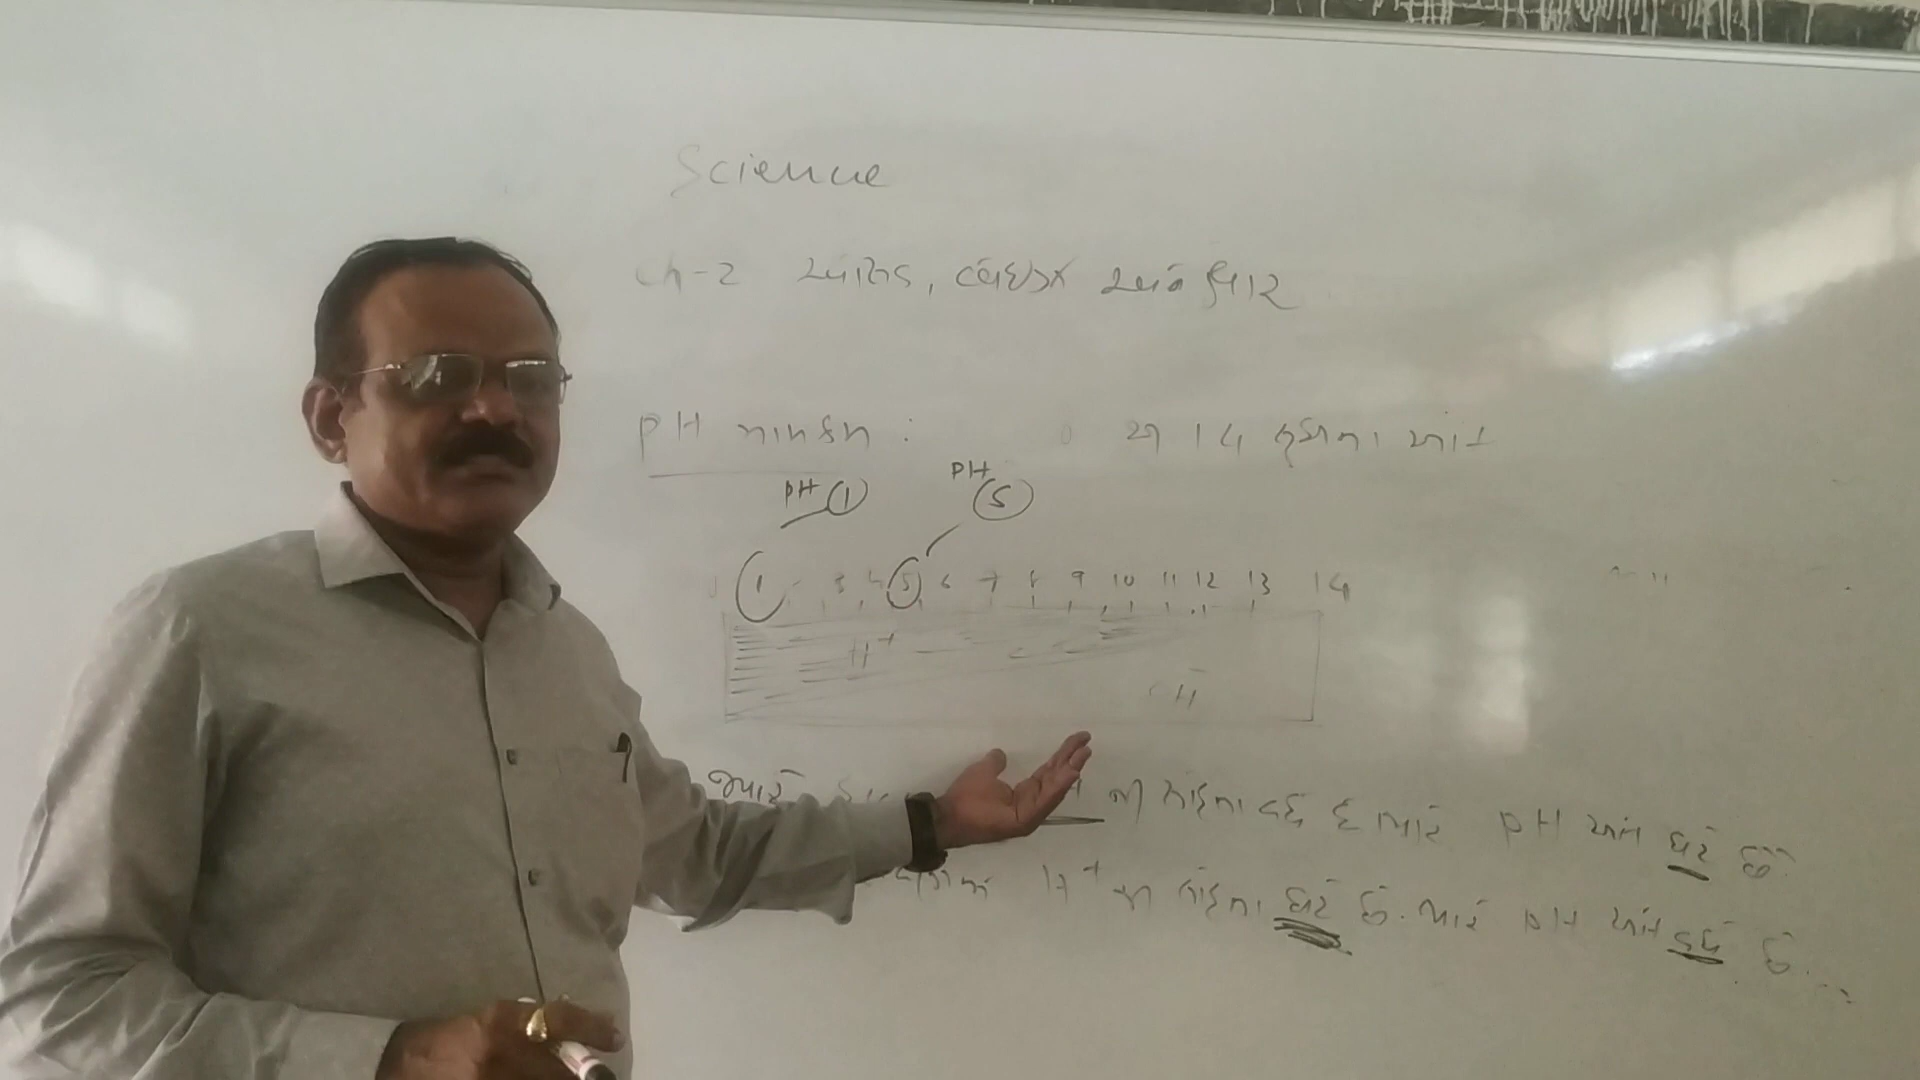 Science
Ch-2 એસિડ, બેઇઝ અને ક્ષાર
PH માપક્રમ : 0 થી 14 સુધીના આંક
PH 1 PH 5
1 3 4 5 6 7 8 9 10 11 12 13 14
H+
H-
જ્યારે ની સાંદ્રતા વધે છે ત્યારે PH આંક ઘટે છે.
H+ ની સાંદ્રતા ઘટે છે. ત્યારે PH આંક વધે છે.